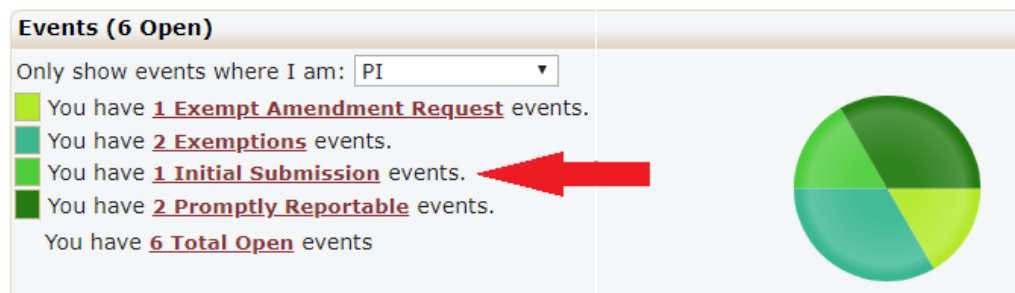 Events (6 Open)
Only show events where I am: PI
You have 1 Exempt Amendment Request events.
You have 2 Exemptions events.
You have 1 Initial Submission events.
You have 2 Promptly Reportable events.
You have 6 Total Open events